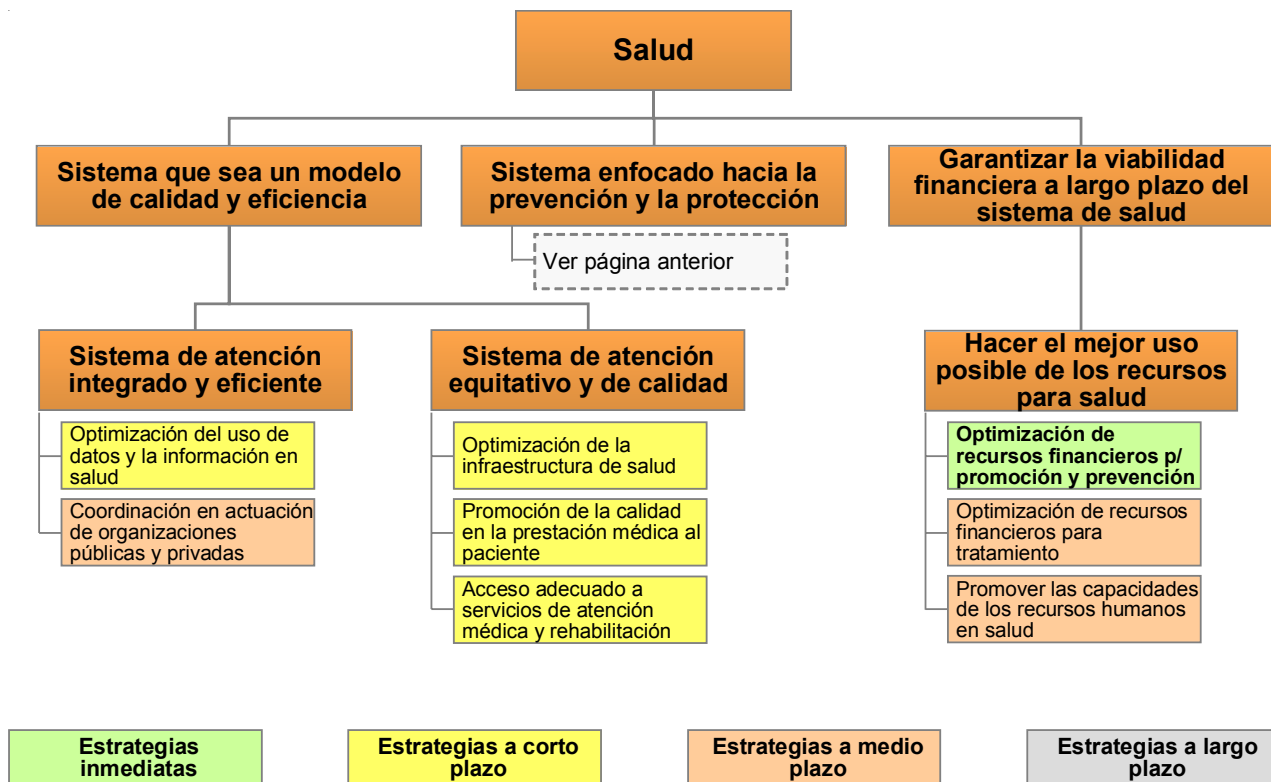 Salud
Sistema que sea un modelo
de calidad y eficiencia
Sistema enfocado hacia la
prevención y la protección
Garantizar la viabilidad
financiera a largo plazo del
sistema de salud
Ver página anterior
Sistema de atención
integrado y eficiente
Sistema de atención
equitativo y de calidad
Hacer el mejor uso
posible de los recursos
para salud
Optimización del uso de
datos y la información en
salud
Coordinación en actuación
de organizaciones
públicas y privadas
Optimización de la
infraestructura de salud
Promoción de la calidad
en la prestación médica al
paciente
Acceso adecuado a
servicios de atención
médica y rehabilitación
Optimización de
recursos financieros p/
promoción y prevención
Optimización de recursos
financieros para
tratamiento
Promover las capacidades
de los recursos humanos
en salud
Estrategias
inmediatas
Estrategias a corto
plazo
Estrategias a medio
plazo
Estrategias a largo
plazo